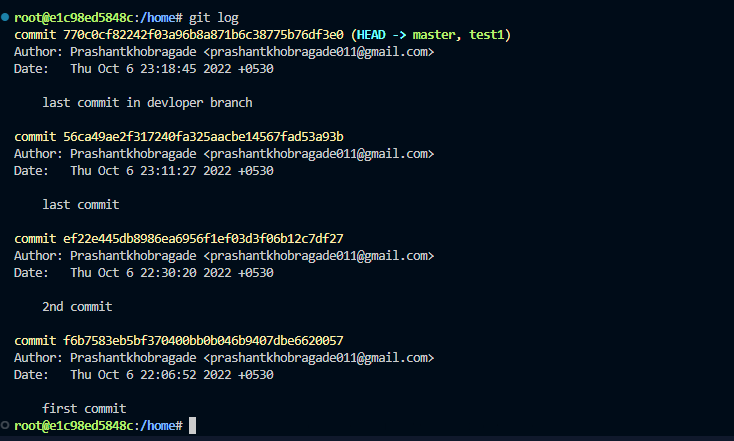 root@e1c98ed5848c:/home# git log
commit 770c0cf82242f03a96b8a871b6c38775b76df3e0 (HEAD -> master, test1)
Author: Prashantkhobragade <prashantkhobragade011@gmail.com>
Date:   Thu Oct 6 23:18:45 2022 +0530
last commit in devloper branch
commit 56ca49ae2f317240fa325aacbe14567fad53a93b
Author: Prashantkhobragade <prashantkhobragade011@gmail.com>
Date:   Thu Oct 6 23:11:27 2022 +0530
last commit
commit ef22e445db8986ea6956f1ef03d3f06b12c7df27
Author: Prashantkhobragade <prashantkhobragade011@gmail.com>
Date:   Thu Oct 6 22:30:20 2022 +0530
2nd commit
commit f6b7583eb5bf370400bb0b046b9407dbe6620057
Author: Prashantkhobragade <prashantkhobragade011@gmail.com>
Date:   Thu Oct 6 22:06:52 2022 +0530
first commit
root@e1c98ed5848c:/home#